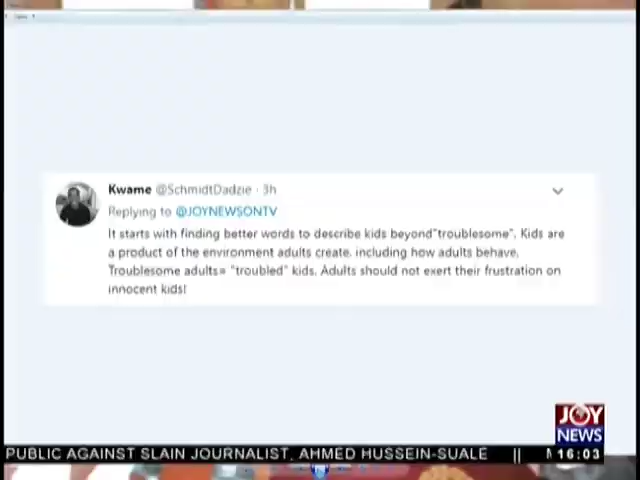 Kwame @SchmidtDadzie · 3h
Replying to @JOYNEWSONTV
It starts with finding better words to describe kids beyond"troublesome". Kids are
a product of the environment adults create, including how adults behave.
Troublesome adults= "troubled" kids. Adults should not exert their frustration on
innocent kids!
JOY
NEWS
PUBLIC AGAINST SLAIN JOURNALIST, AHMED HUSSEIN-SUALE || 16:03